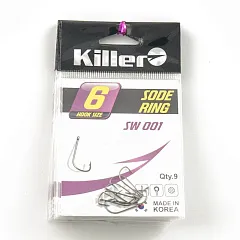 Killer
6
HOOK SIZE
SODE
RING
SW 001
Qty.9
MADE IN
KOREA